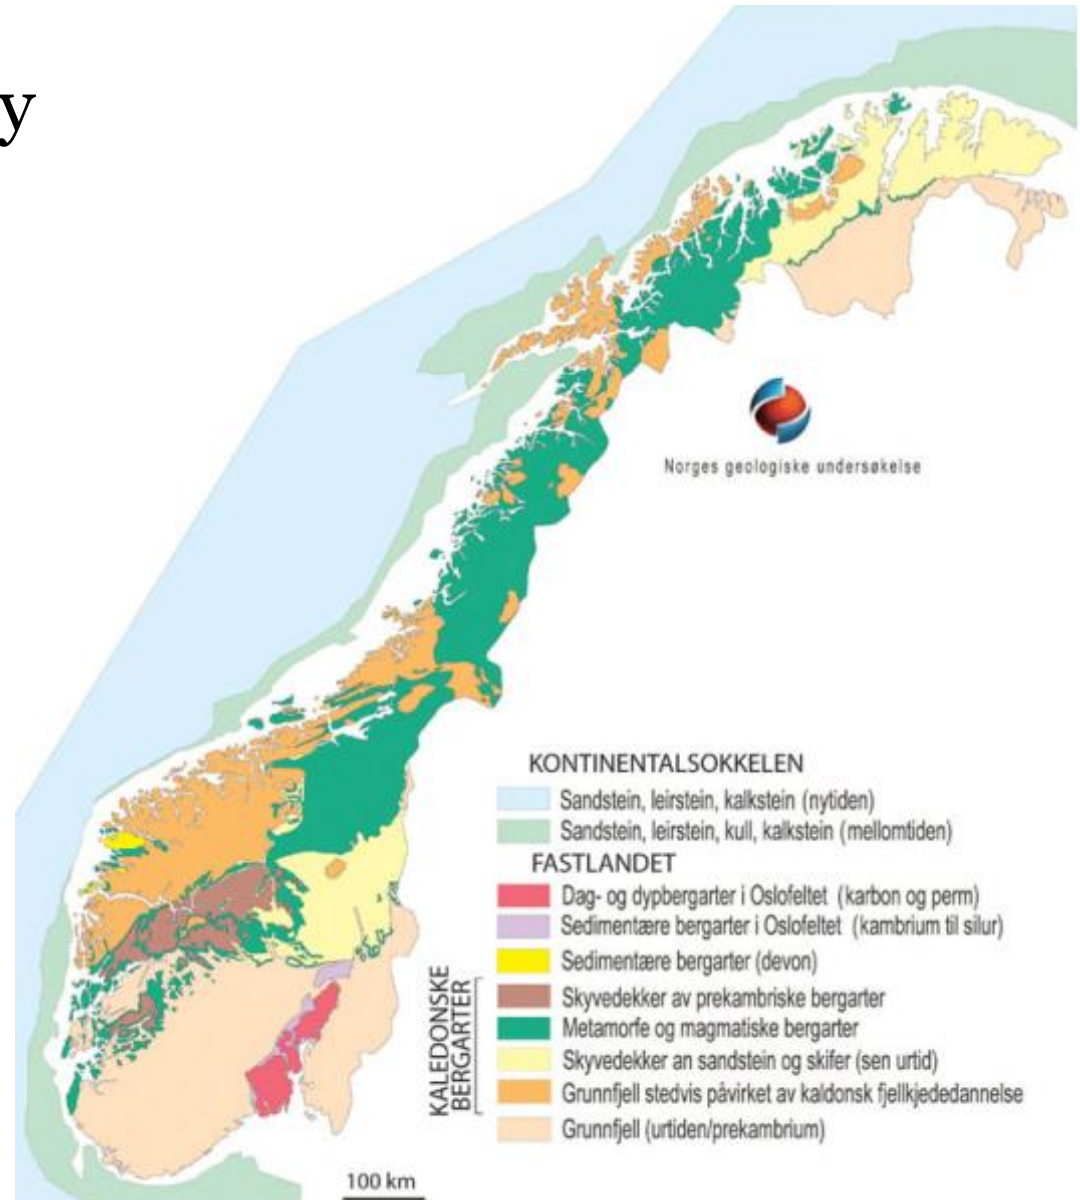 y
Norges geologiske undersøkelse
KONTINENTALSOKKELEN
Sandstein, leirstein, kalkstein (nytiden)
Sandstein, leirstein, kull, kalkstein (mellomtiden)
FASTLANDET
Dag- og dypbergarter i Oslofeltet (karbon og perm)
Sedimentære bergarter i Oslofeltet (kambrium til silur)
Sedimentære bergarter (devon)
KALEDONSKE
BERGARTER
Skyvedekker av prekambriske bergarter
Metamorfe og magmatiske bergarter
Skyvedekker an sandstein og skifer (sen urtid)
Grunnfjell stedvis påvirket av kaldonsk fjellkjededannelse
Grunnfjell (urtiden/prekambrium)
100 km